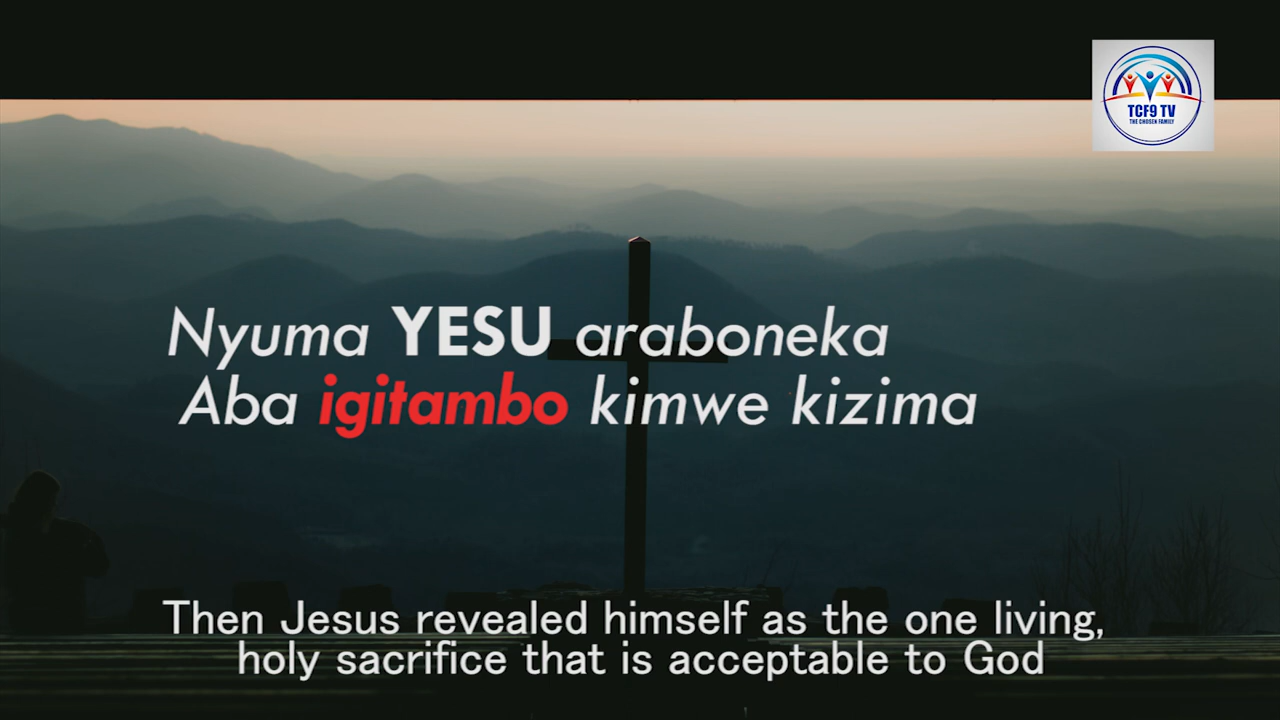 TCF9 TV
THE CHOSEN FAMILY
Nyuma YESU araboneka
Aba igitambo kimwe kizima
Then Jesus revealed himself as the one living,
holy sacrifice that is acceptable to God